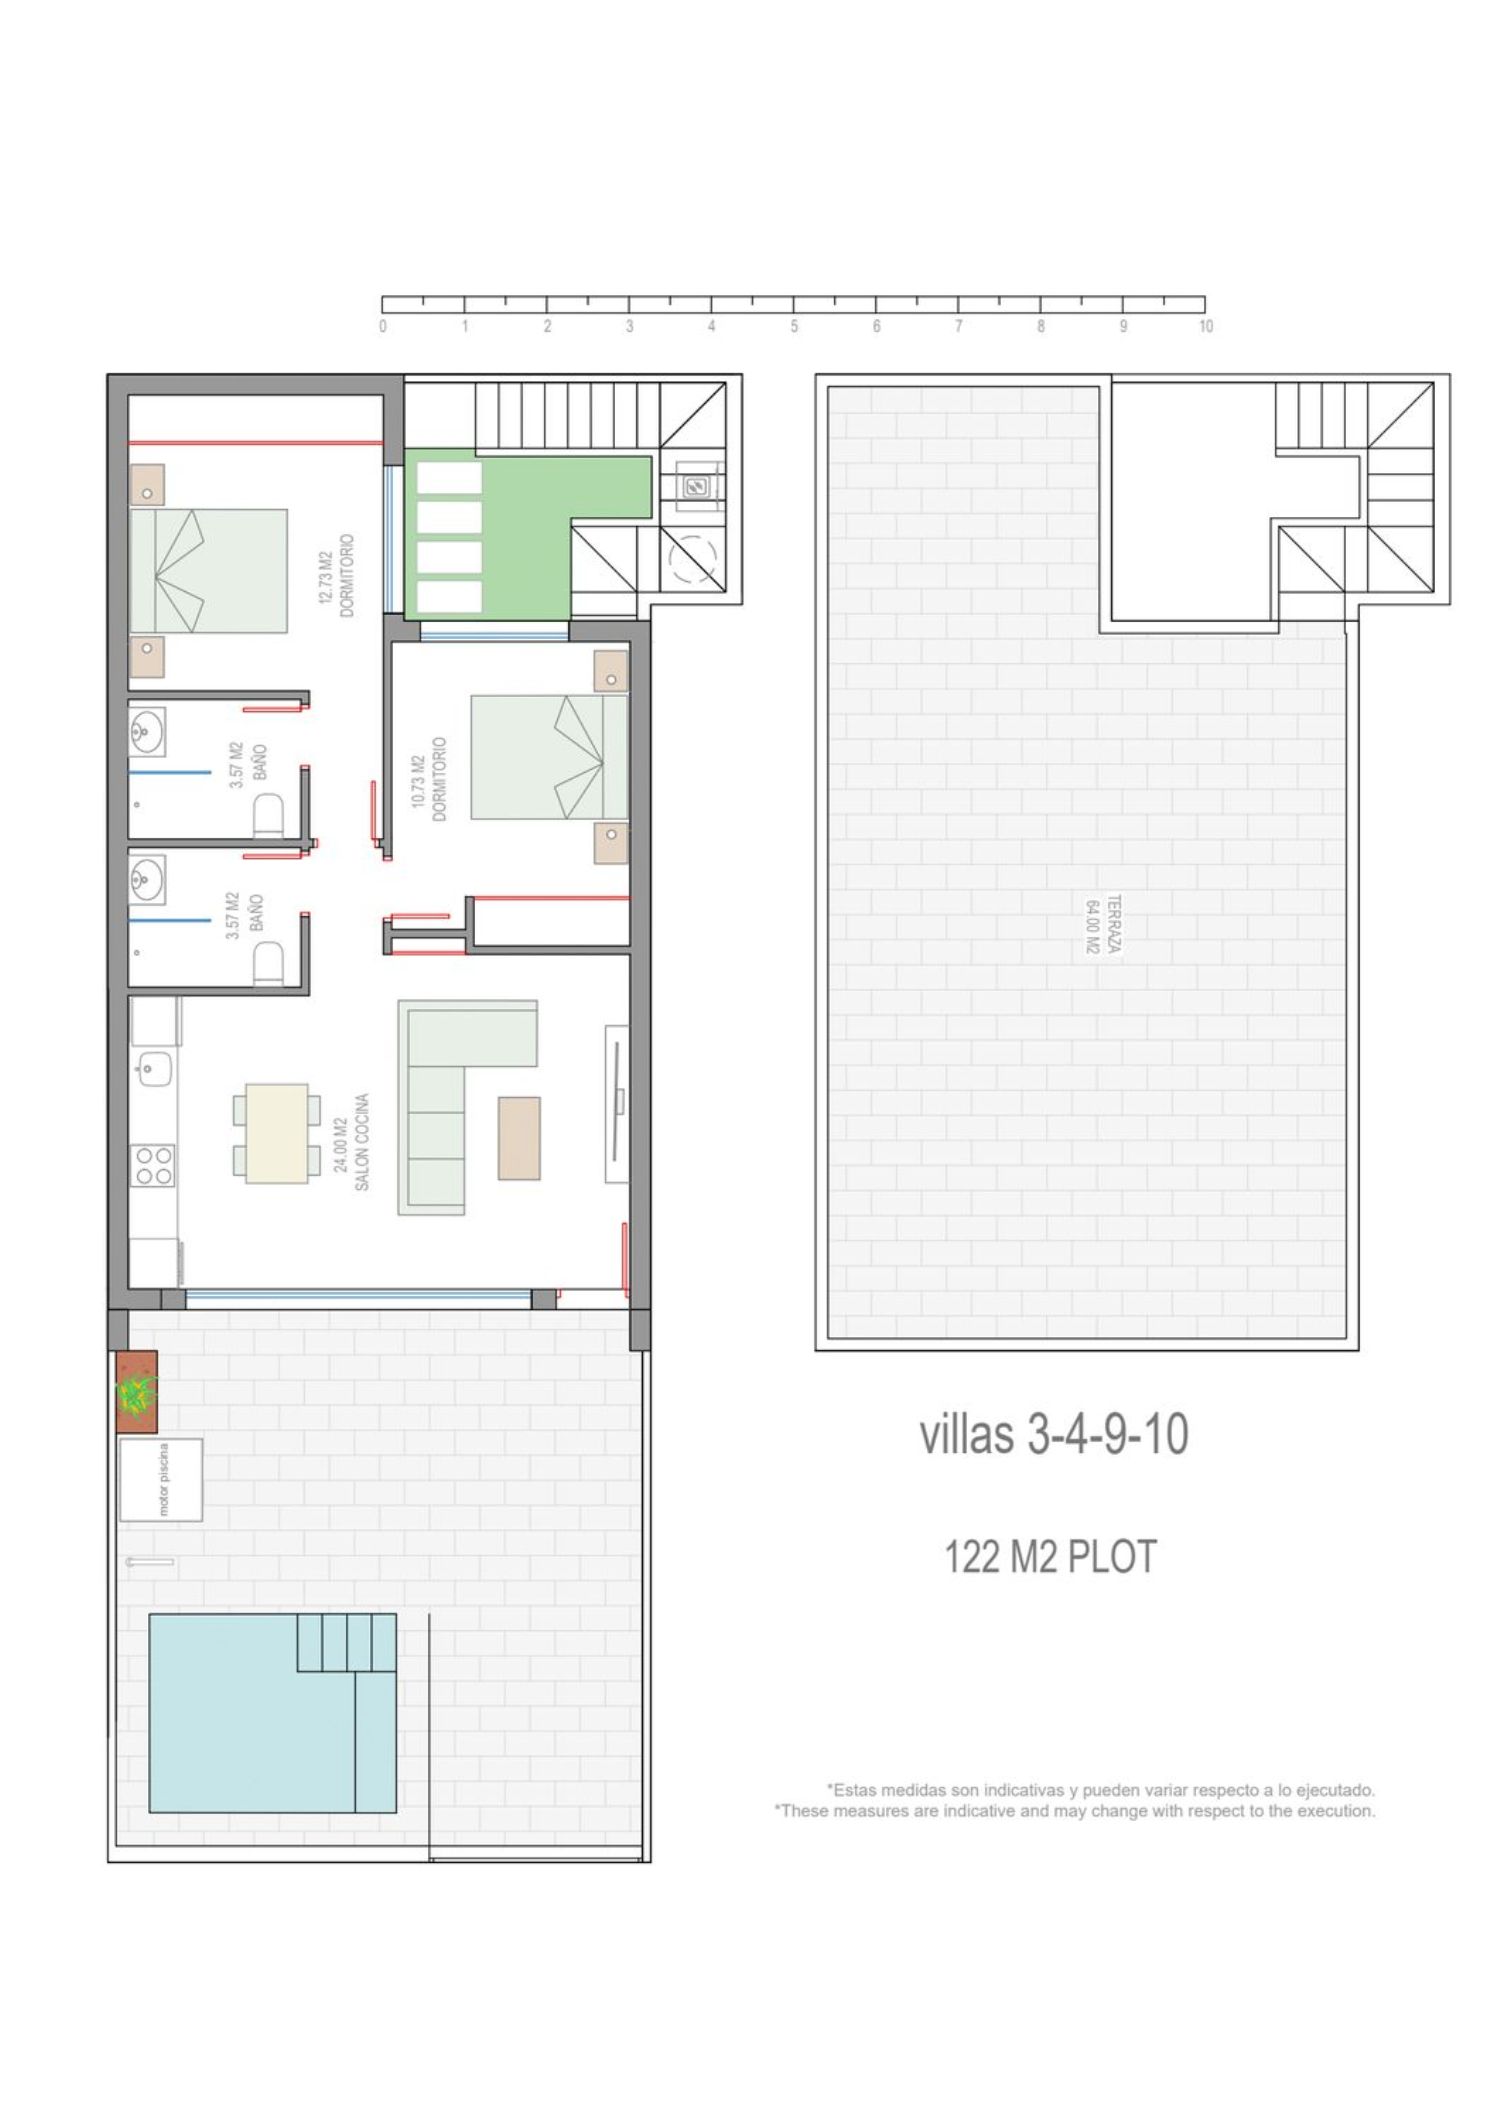 0 1 2 3 4 5 6 7 8 9 10
12.73 M2
DORMITORIO
10.73 M2
DORMITORIO
3.57 M2
BAÑO
3.57 M2
BAÑO
24.00 M2
SALON COCINA
motor piscina
TERRAZA
64.00 M2
villas 3-4-9-10
122 M2 PLOT
*Estas medidas son indicativas y pueden variar respecto a lo ejecutado.
*These measures are indicative and may change with respect to the execution.